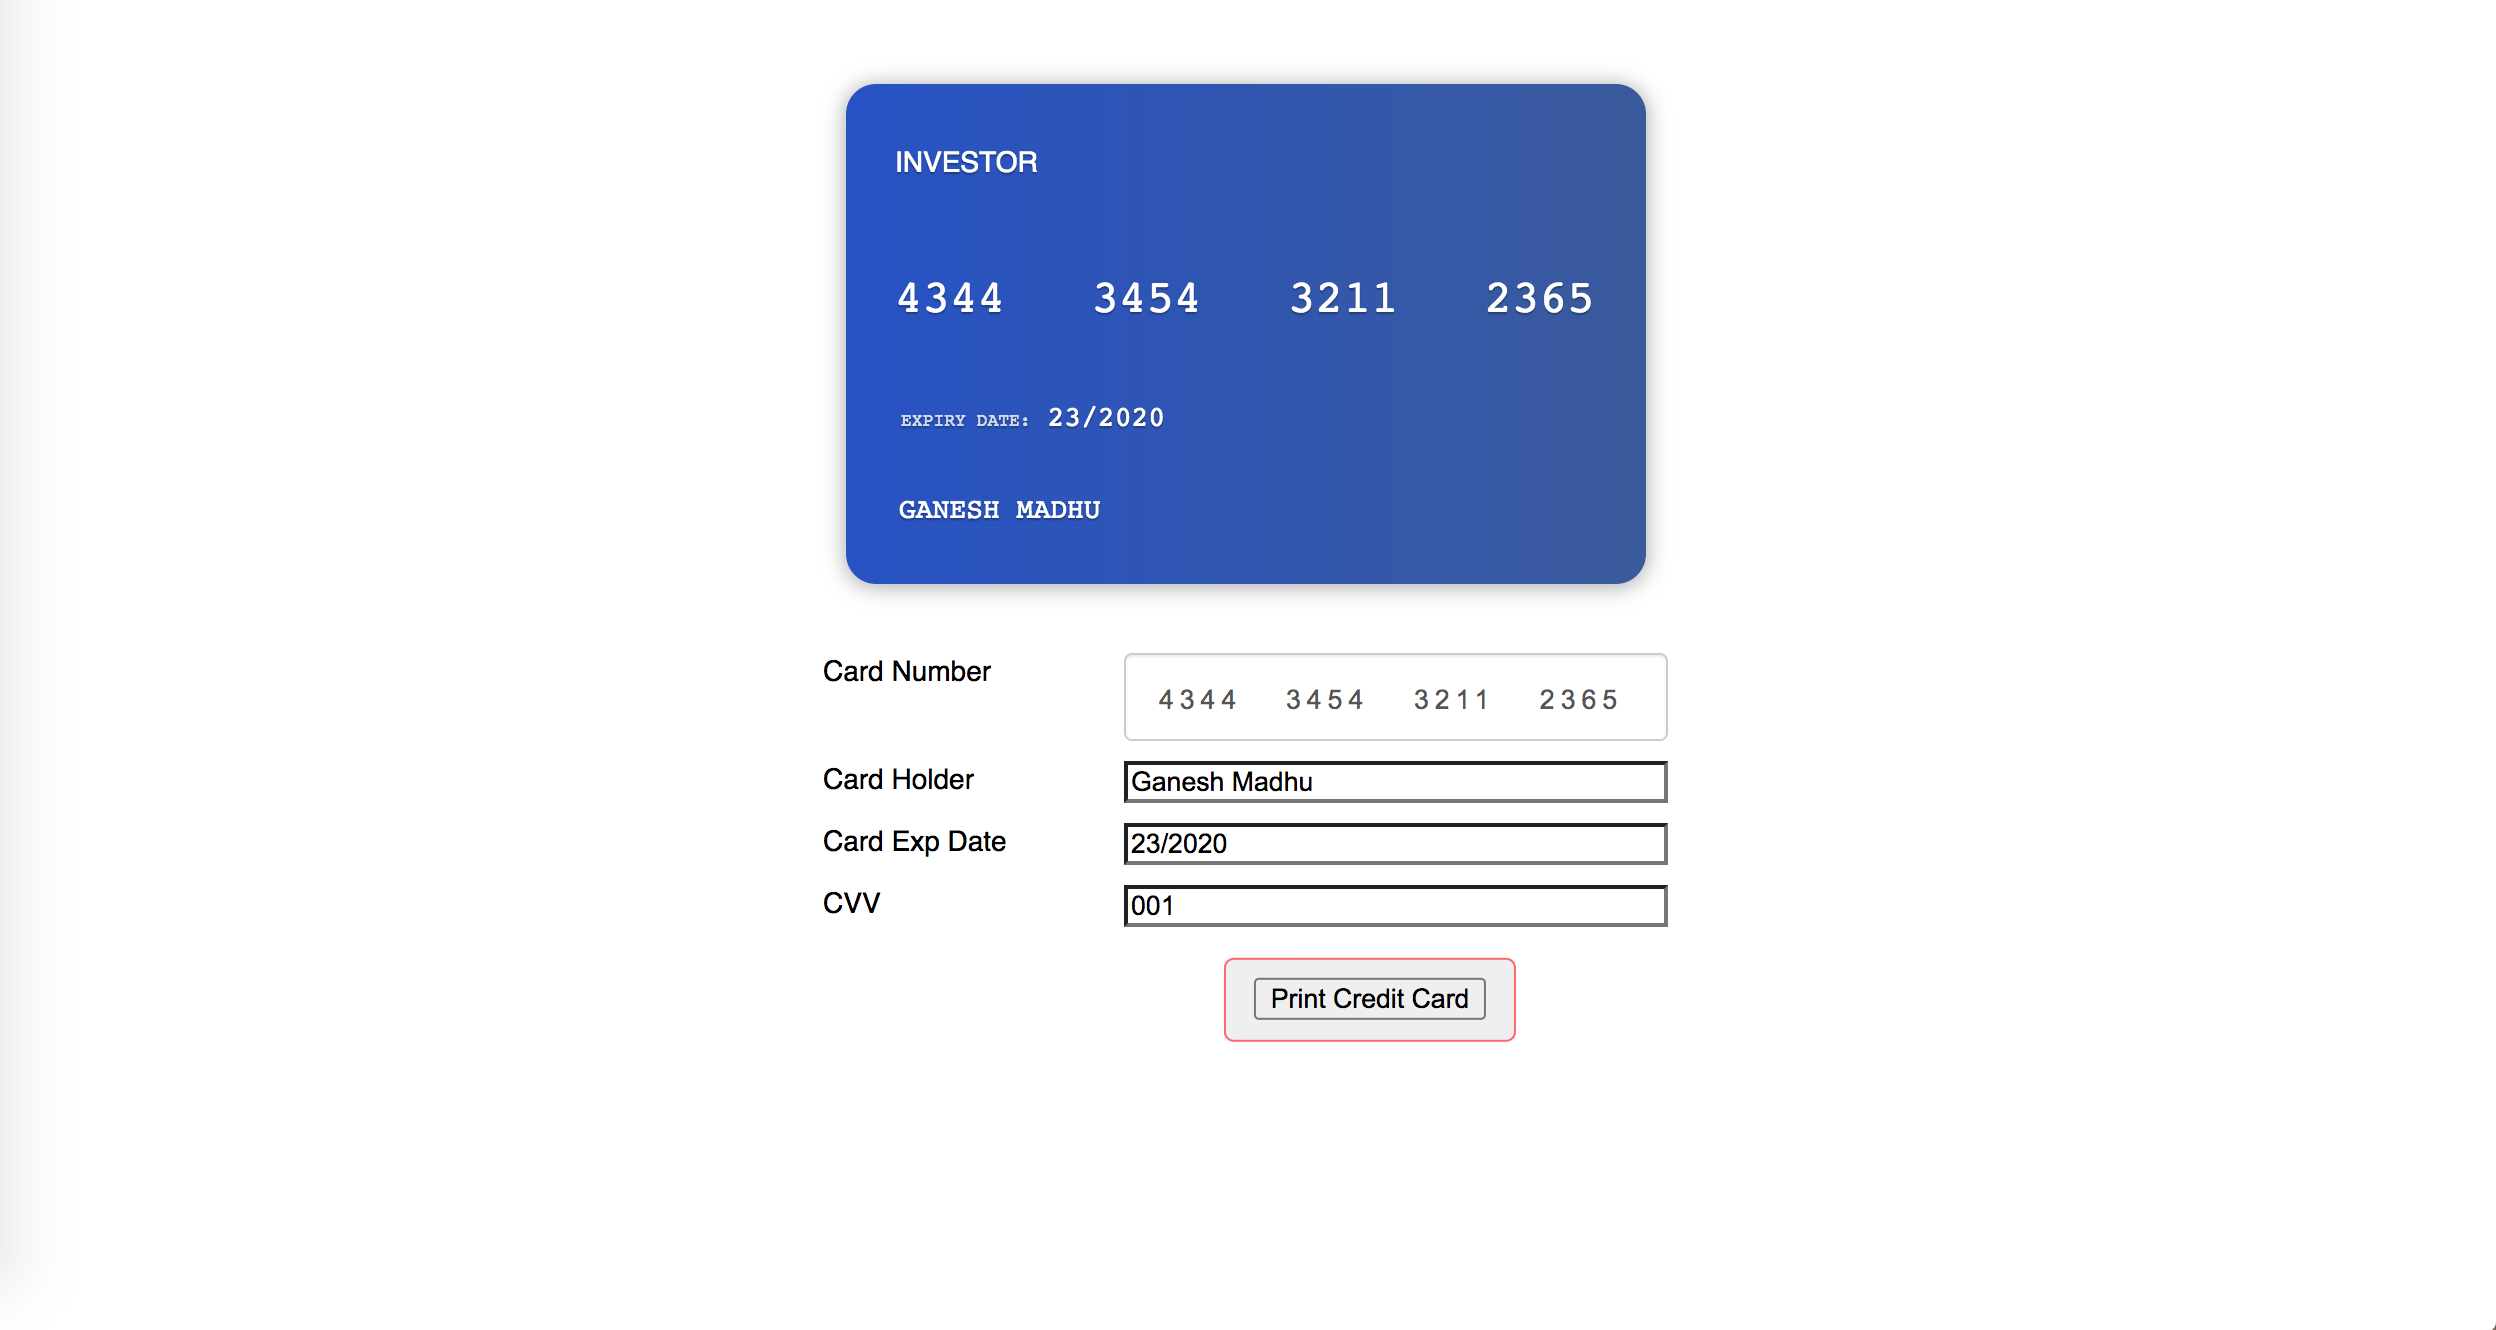 INVESTOR
4344 3454 3211 2365
EXPIRY DATE: 23/2020
GANESH MADHU
Card Number 4344 3454 3211 2365
Card Holder Ganesh Madhu
Card Exp Date 23/2020
CVV 001
Print Credit Card